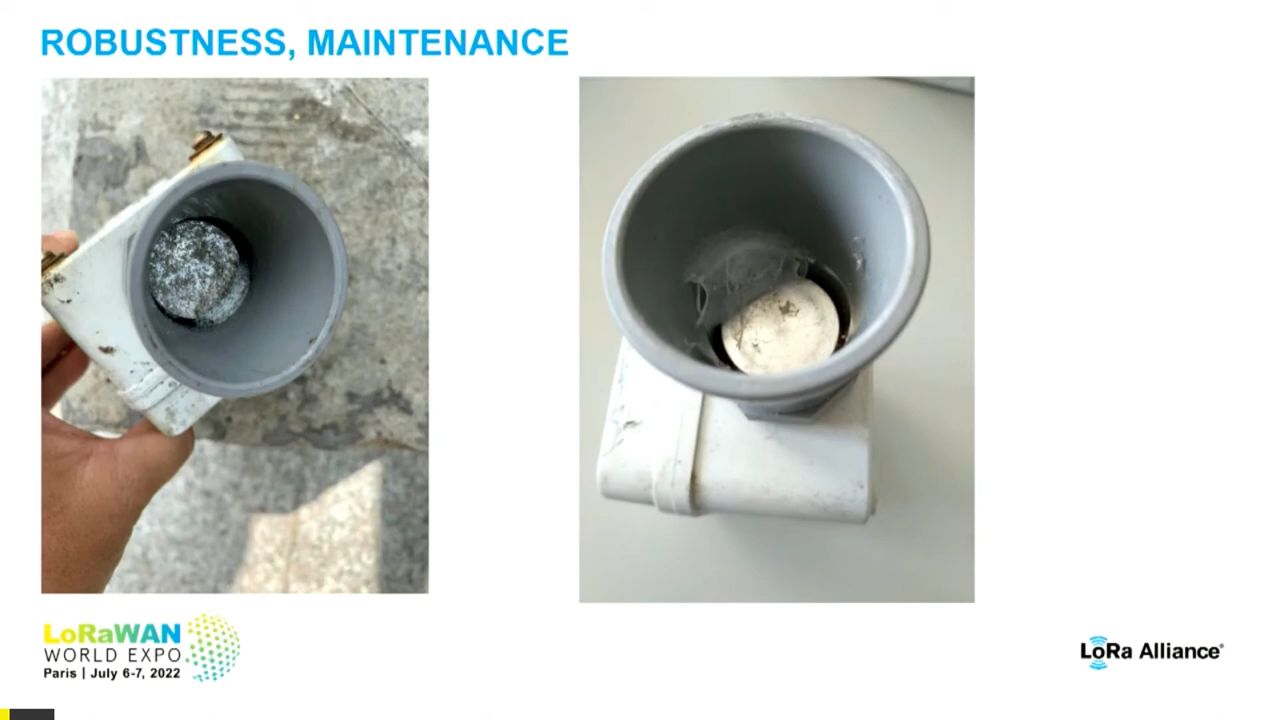 ROBUSTNESS, MAINTENANCE
LoRaWAN
WORLD EXPO
Paris | July 6-7, 2022
LoRa Alliance®